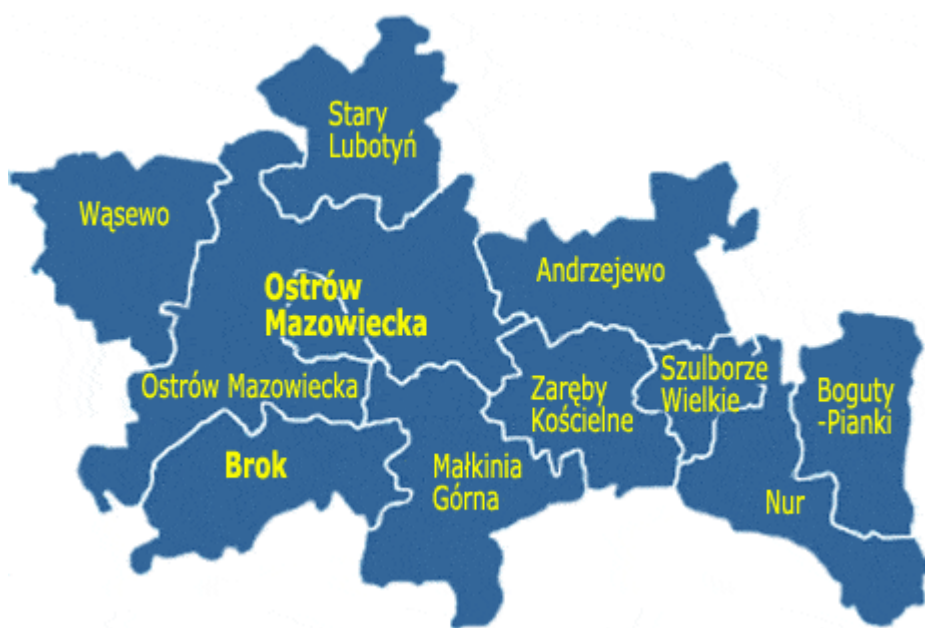 Stary
Lubotyń
Wąsewo
Andrzejewo
Ostrów
Mazowiecka
Ostrów Mazowiecka
Zaręby
Kościelne
Szulborze
Wielkie
Boguty
-Pianki
Brok
Małkinia
Górna
Nur